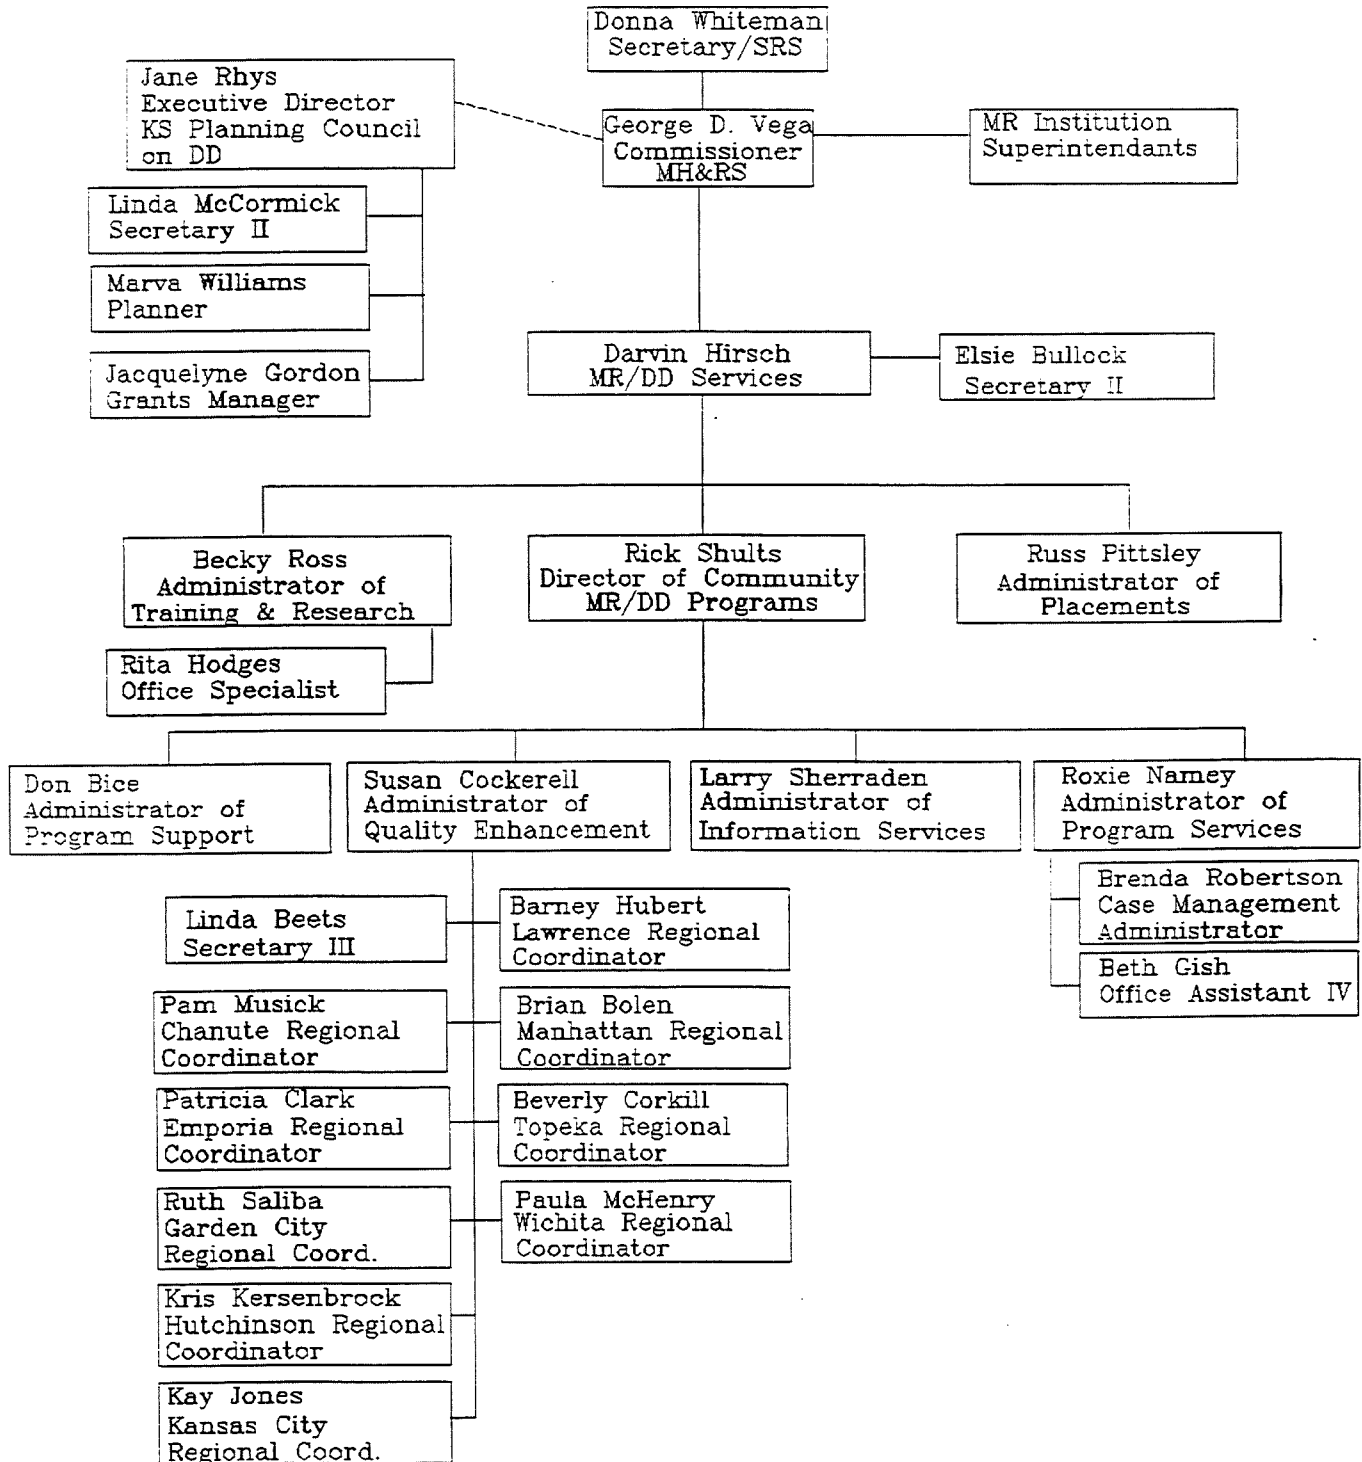 Donna Whiteman
Secretary/SRS
Jane Rhys
Executive Director
KS Planning Council
on DD
George D. Vega
Commissioner
MH&RS
MR Institution
Superintendants
Linda McCormick
Secretary II
Marva Williams
Planner
Jacquelyne Gordon
Grants Manager
Darvin Hirsch
MR/DD Services
Elsie Bullock
Secretary II
Becky Ross
Administrator of
Training & Research
Rick Shults
Director of Community
MR/DD Programs
Russ Pittsley
Administrator of
Placements
Rita Hodges
Office Specialist
Don Bice
Administrator of
Program Support
Susan Cockerell
Administrator of
Quality Enhancement
Larry Sherraden
Administrator of
Information Services
Roxie Namey
Administrator of
Program Services
Brenda Robertson
Case Management
Administrator
Beth Gish
Office Assistant IV
Linda Beets
Secretary III
Barney Hubert
Lawrence Regional
Coordinator
Pam Musick
Chanute Regional
Coordinator
Brian Bolen
Manhattan Regional
Coordinator
Patricia Clark
Emporia Regional
Coordinator
Beverly Corkill
Topeka Regional
Coordinator
Ruth Saliba
Garden City
Regional Coord.
Paula McHenry
Wichita Regional
Coordinator
Kris Kersenbrock
Hutchinson Regional
Coordinator
Kay Jones
Kansas City
Regional Coord.